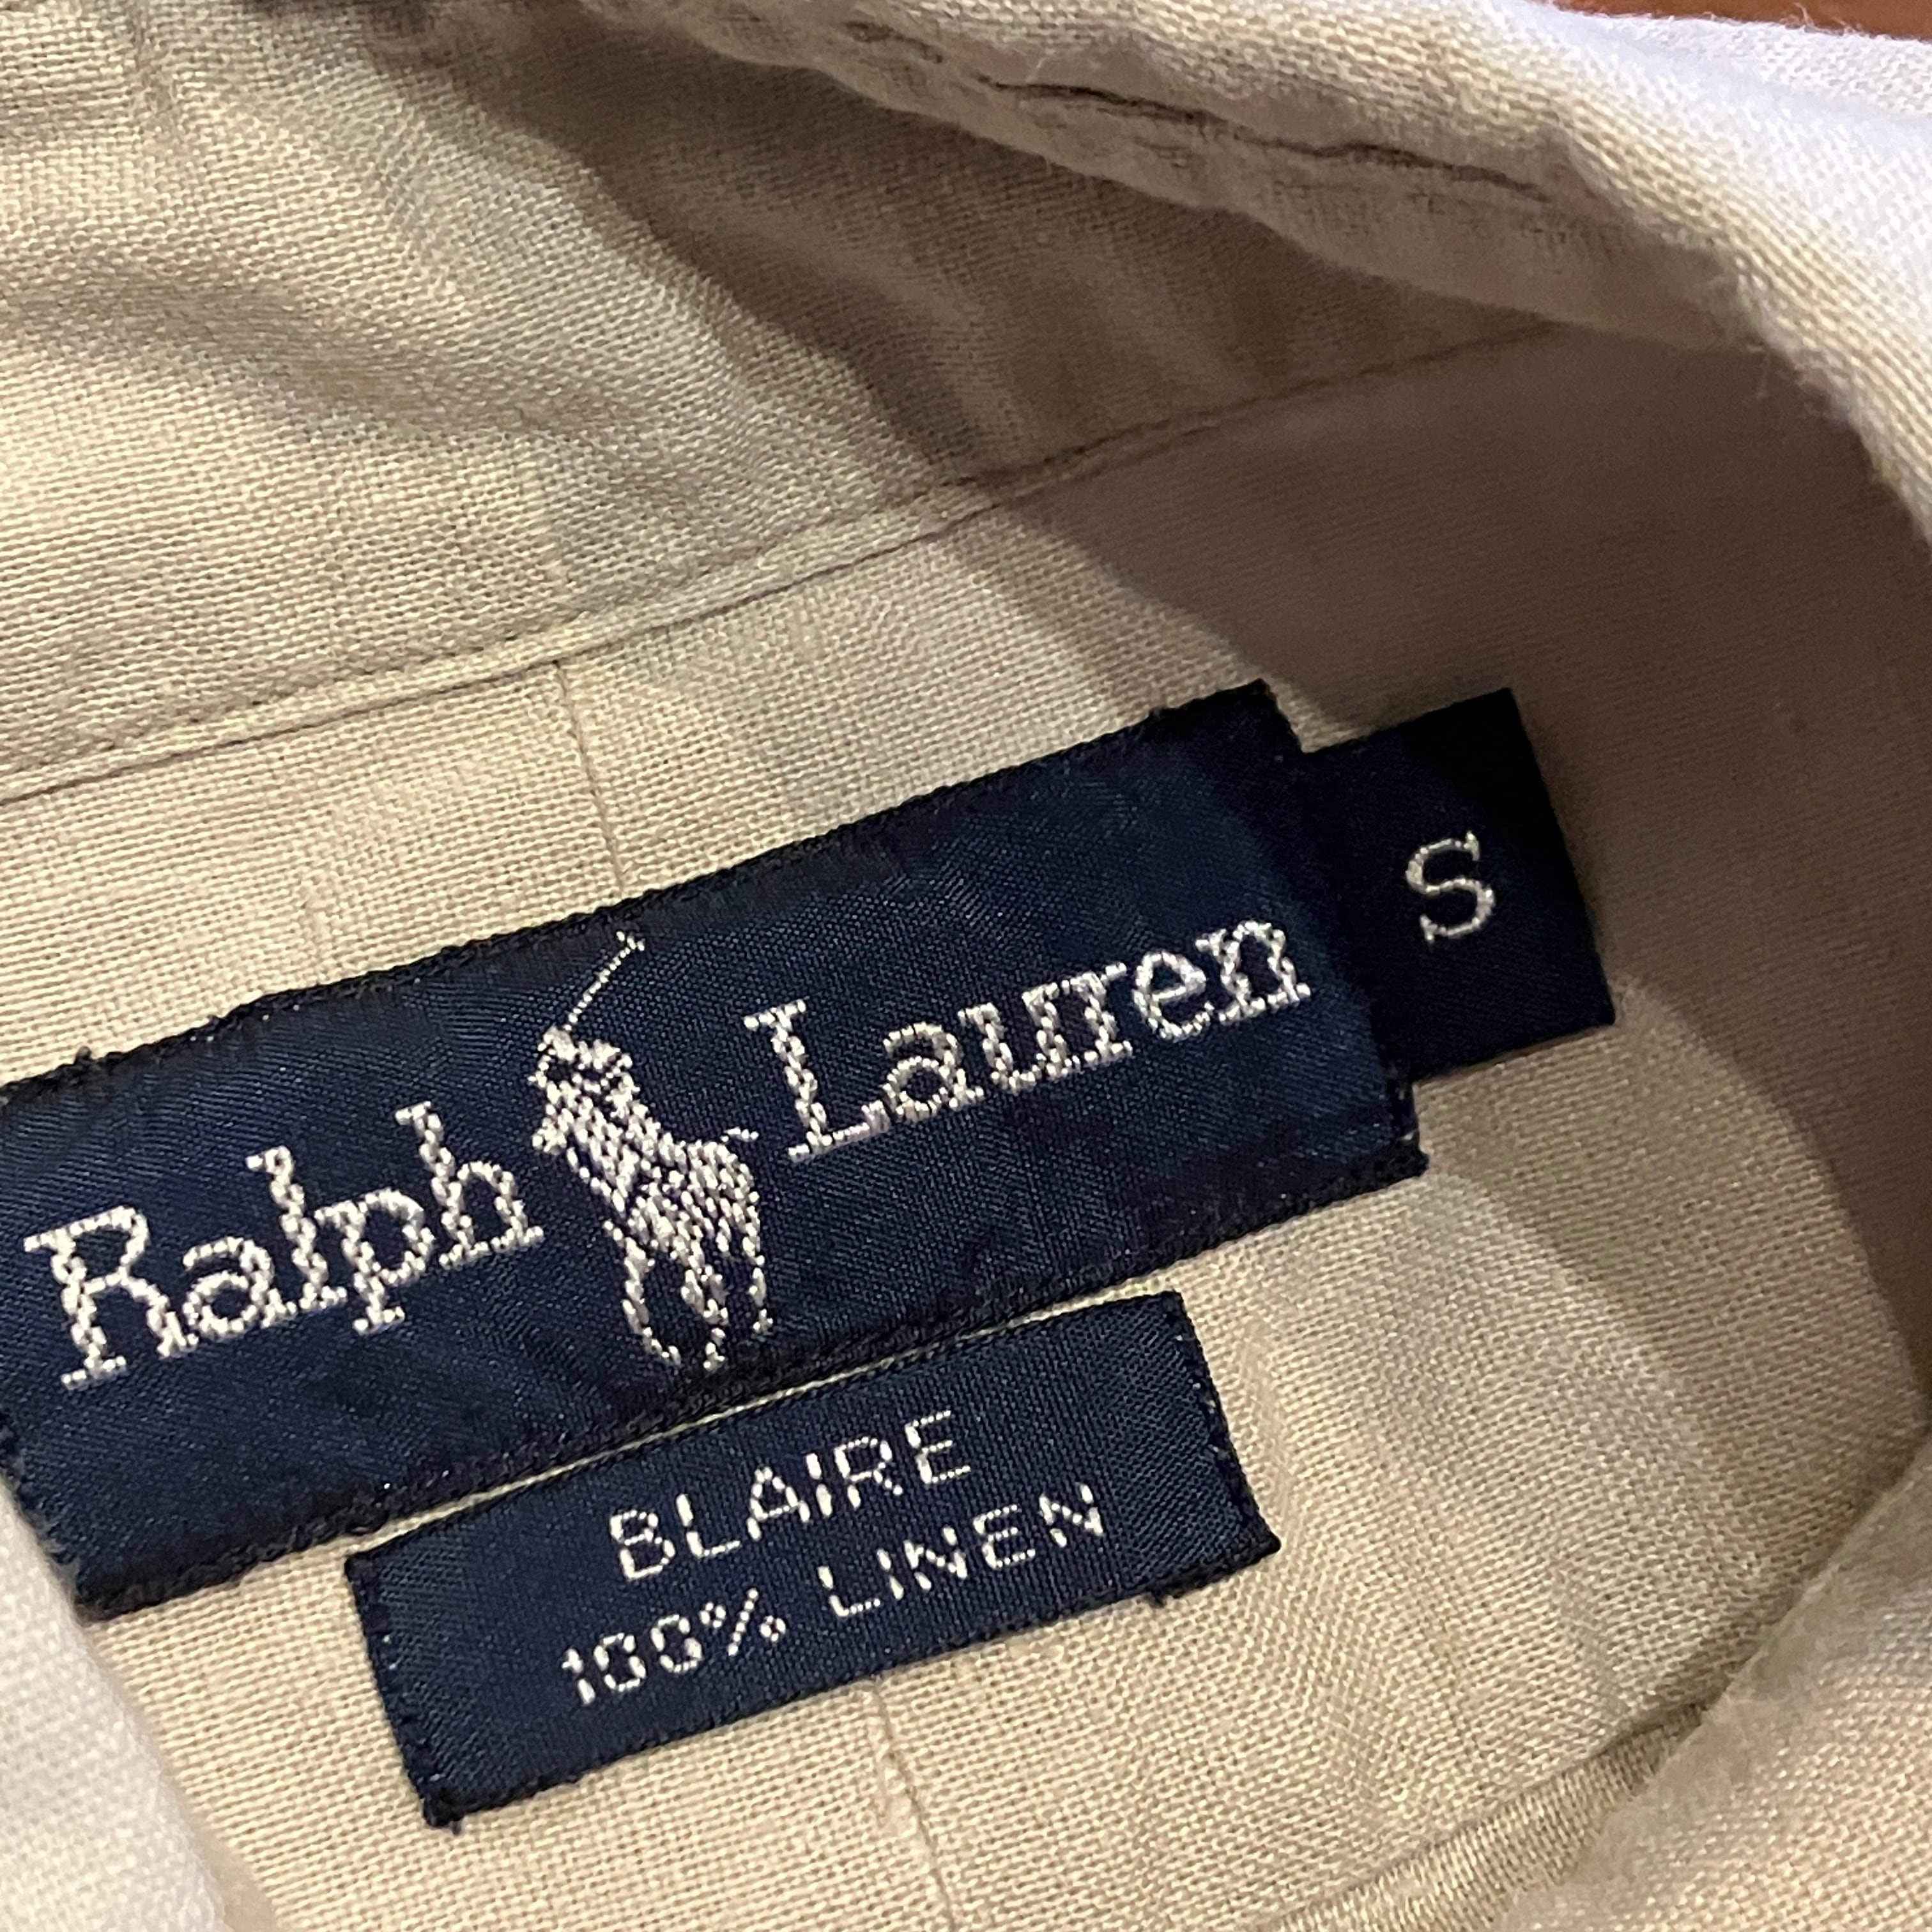 Ralph Lauren
S
BLAIRE
100% LINEN